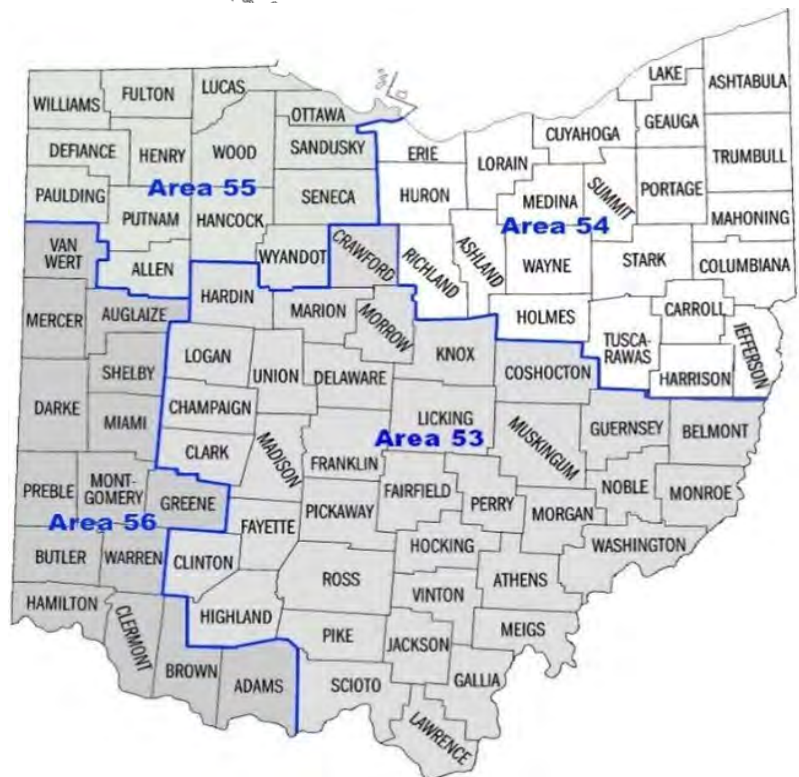 LAKE
ASHTABULA
WILLIAMS
FULTON
LUCAS
OTTAWA
CUYAHOGA
GEAUGA
DEFIANCE
HENRY
WOOD
SANDUSKY
ERIE
LORAIN
TRUMBULL
PAULDING
Area 55
SENECA
HURON
MEDINA
SUMMIT
PORTAGE
PUTNAM
HANCOCK
Area 54
MAHONING
VAN
WERT
ALLEN
WYANDOT
CRAWFORD
RICHLAND
ASHLAND
WAYNE
STARK
COLUMBIANA
MERCER
AUGLAIZE
HARDIN
MARION
MORROW
HOLMES
TUSCA-
RAWAS
CARROLL
JEFFERSON
LOGAN
UNION
DELAWARE
KNOX
COSHOCTON
HARRISON
SHELBY
DARKE
MIAMI
CHAMPAIGN
LICKING
Area 53
MUSKINGUM
GUERNSEY
BELMONT
CLARK
MADISON
FRANKLIN
PREBLE
MONT-
GOMERY
GREENE
PICKAWAY
FAIRFIELD
PERRY
MORGAN
NOBLE
MONROE
Area 56
FAYETTE
BUTLER
WARREN
CLINTON
HOCKING
WASHINGTON
ROSS
VINTON
ATHENS
HAMILTON
CLERMONT
HIGHLAND
PIKE
JACKSON
MEIGS
BROWN
ADAMS
SCIOTO
GALLIA
LAWRENCE